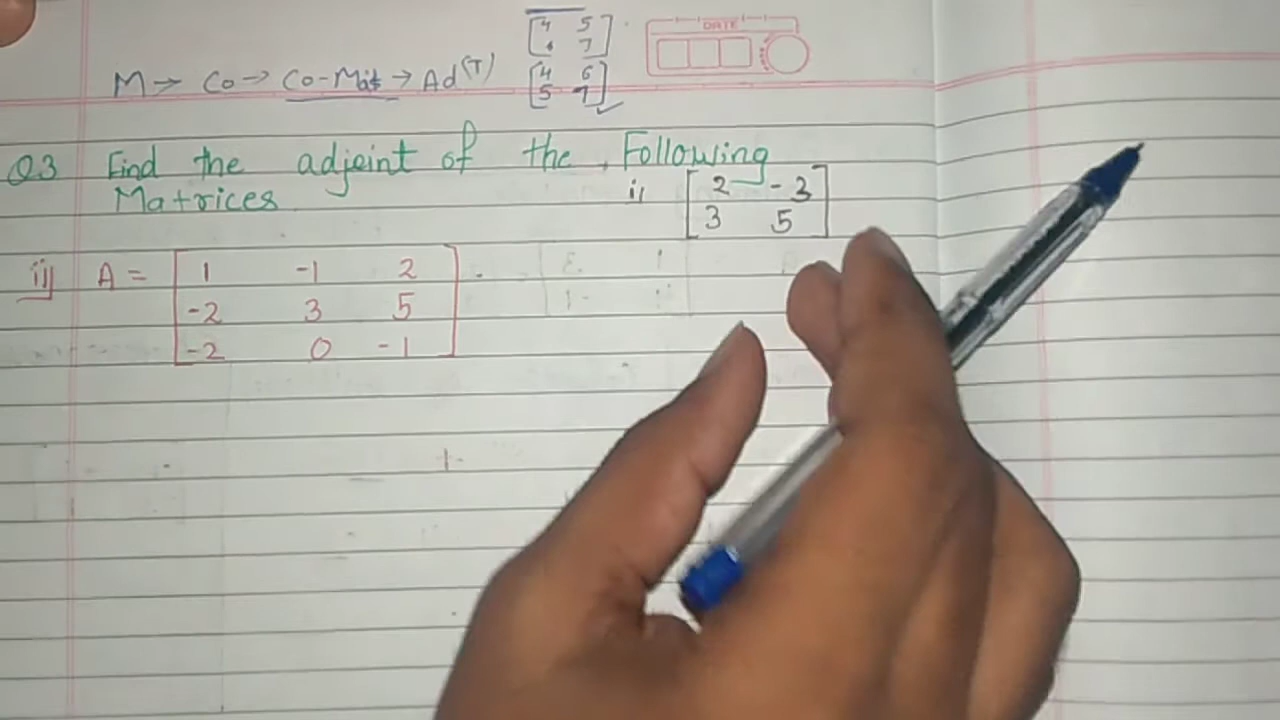 [4 5
6 7]
DATE
M → Co → Co-Mat → Ad(T)
[4 6
5 7]
Q3 Find the adjoint of the Following
Matrices
i) [2 -3
3 5]
ii) A = [1 -1 2
-2 3 5
-2 0 -1]